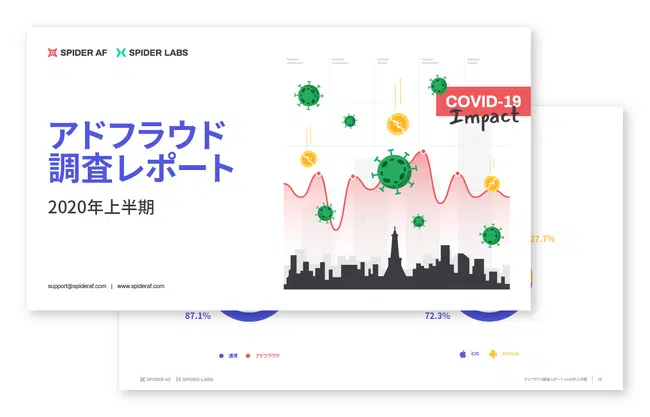 SPIDER AF SPIDER LABS
アドフラウド
調査レポート
2020年上半期
COVID-19
Impact
support@spideraf.com | www.spideraf.com
27.7%
87.1%
72.3%
通常 アドフラウド
iOS Android
SPIDER AF SPIDER LABS
アドフラウド調査レポート 2020年上半期